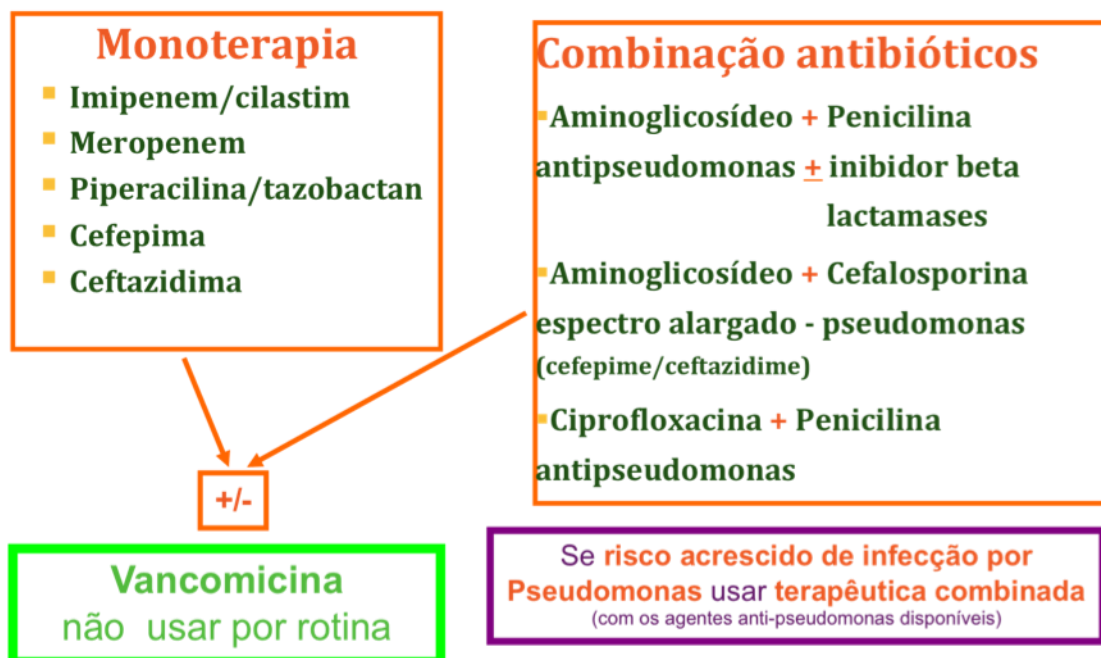 Monoterapia
Imipenem/cilastim
Meropenem
Piperacilina/tazobactan
Cefepima
Ceftazidima
Combinação antibióticos
Aminoglicosídeo + Penicilina
antipseudomonas ± inibidor beta
lactamases
Aminoglicosídeo + Cefalosporina
espectro alargado - pseudomonas
(cefepime/ceftazidime)
Ciprofloxacina + Penicilina
antipseudomonas
+/-
Vancomicina
não usar por rotina
Se risco acrescido de infecção por
Pseudomonas usar terapêutica combinada
(com os agentes anti-pseudomonas disponíveis)